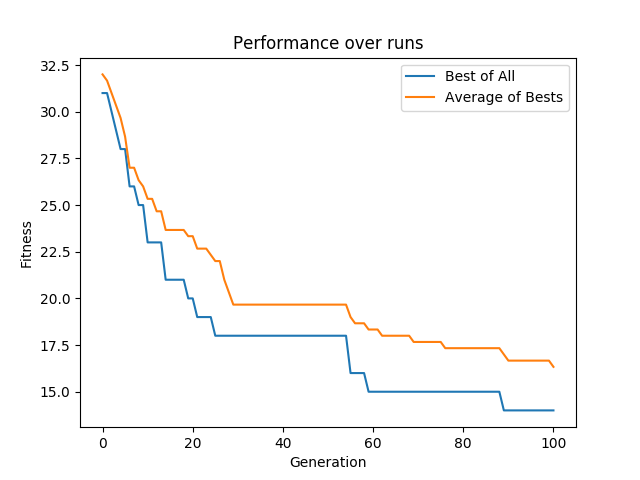 Performance over runs
Best of All
Average of Bests
Fitness
32.5
30.0
27.5
25.0
22.5
20.0
17.5
15.0
0 20 40 60 80 100
Generation